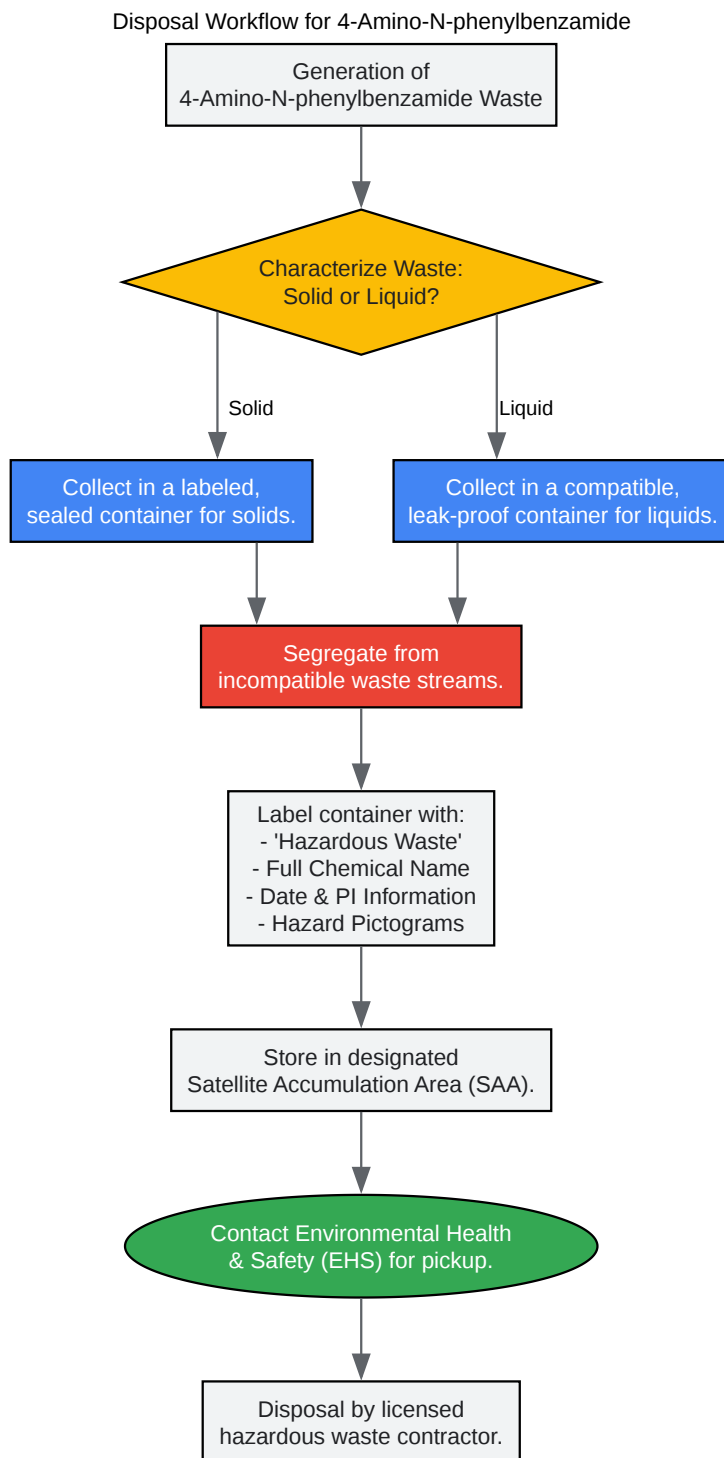 Disposal Workflow for 4-Amino-N-phenylbenzamide
Generation of
4-Amino-N-phenylbenzamide Waste
Characterize Waste:
Solid or Liquid?
Solid
Liquid
Collect in a labeled,
sealed container for solids.
Collect in a compatible,
leak-proof container for liquids.
Segregate from
incompatible waste streams.
Label container with:
- 'Hazardous Waste'
- Full Chemical Name
- Date & PI Information
- Hazard Pictograms
Store in designated
Satellite Accumulation Area (SAA).
Contact Environmental Health
& Safety (EHS) for pickup.
Disposal by licensed
hazardous waste contractor.